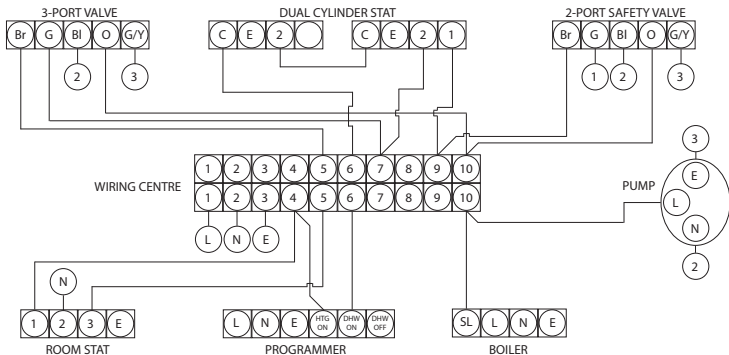 3-PORT VALVE DUAL CYLINDER STAT 2-PORT SAFETY VALVE
Br G Bl O G/Y C E 2 C E 2 1 Br G Bl O G/Y
2 3 1 2 3
1 2 3 4 5 6 7 8 9 10
WIRING CENTRE
1 2 3 4 5 6 7 8 9 10
L N E
PUMP
3
E
L
N
2
N
1 2 3 E L N E HTG ON DHW ON DHW OFF SL L N E
ROOM STAT PROGRAMMER BOILER